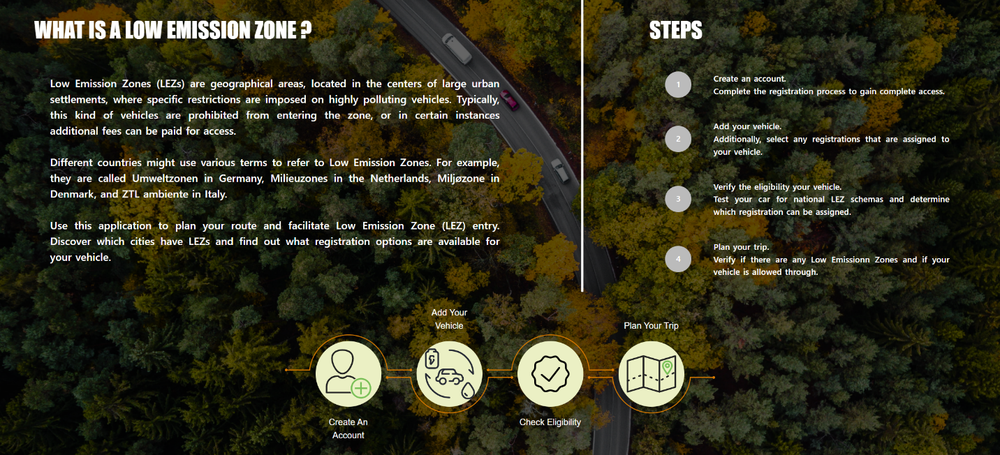 WHAT IS A LOW EMISSION ZONE ?
Low Emission Zones (LEZs) are geographical areas, located in the centers of large urban
settlements, where specific restrictions are imposed on highly polluting vehicles. Typically,
this kind of vehicles are prohibited from entering the zone, or in certain instances
additional fees can be paid for access.
Different countries might use various terms to refer to Low Emission Zones. For example,
they are called Umweltzonen in Germany, Milieuzones in the Netherlands, Miljøzone in
Denmark, and ZTL ambiente in Italy.
Use this application to plan your route and facilitate Low Emission Zone (LEZ) entry.
Discover which cities have LEZs and find out what registration options are available for
your vehicle.
STEPS
1
Create an account.
Complete the registration process to gain complete access.
2
Add your vehicle.
Additionally, select any registrations that are assigned to
your vehicle.
3
Verify the eligibility your vehicle.
Test your car for national LEZ schemas and determine
which registration can be assigned.
4
Plan your trip.
Verify if there are any Low Emissionn Zones and if your
vehicle is allowed through.
Create An
Account
Add Your
Vehicle
Check Eligibility
Plan Your Trip